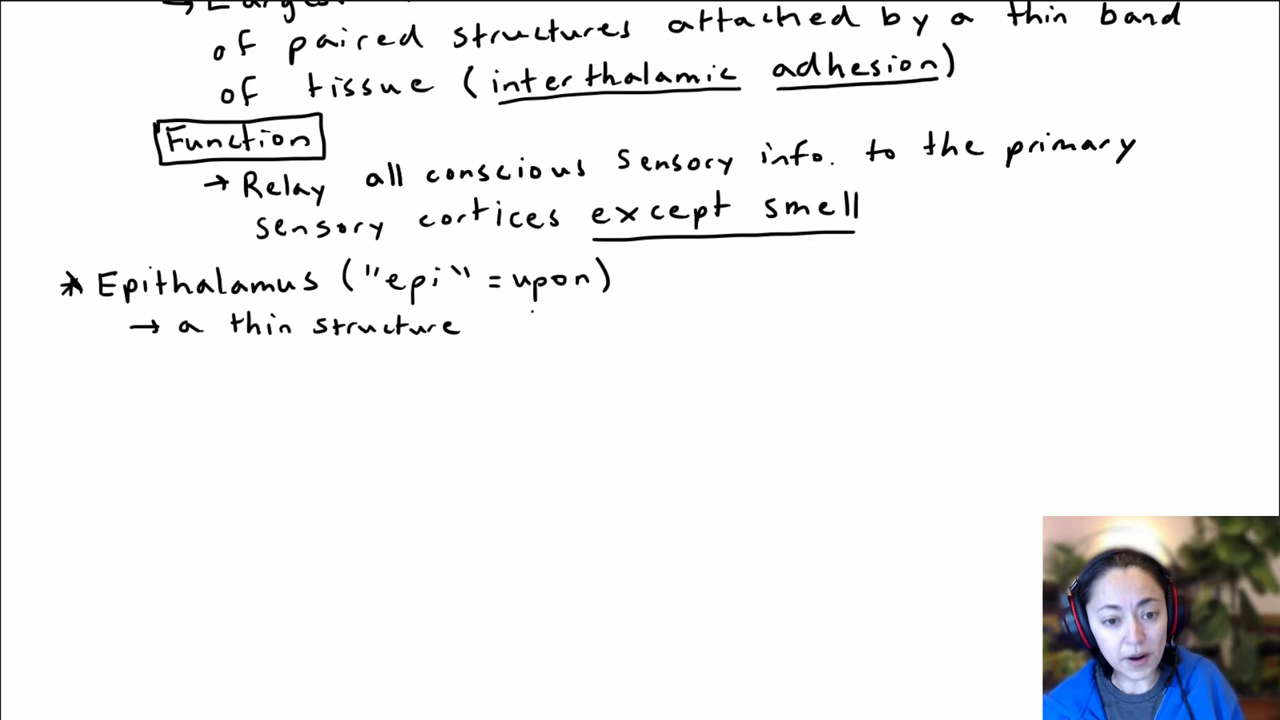 → Largest
of paired structures attached by a thin band
of tissue (interthalamic adhesion)
Function
→ Relay all conscious sensory info. to the primary
sensory cortices except smell
* Epithalamus ("epi" = upon)
→ a thin structure